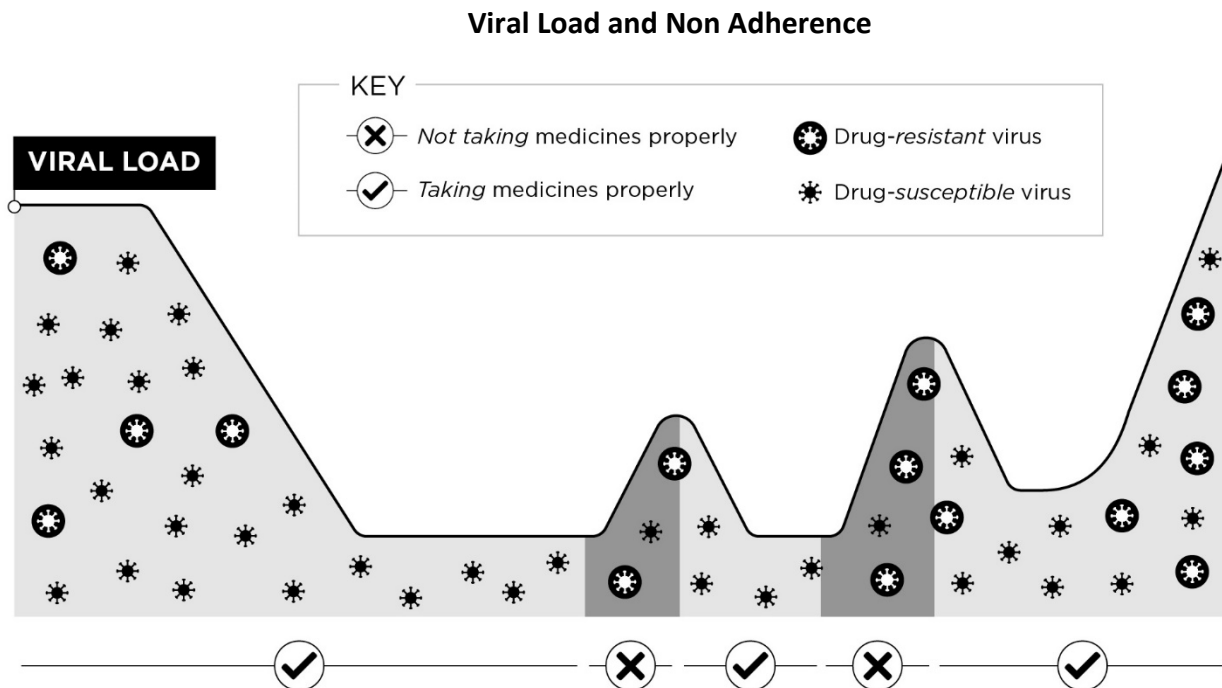 Viral Load and Non Adherence
KEY
Not taking medicines properly
Drug-resistant virus
VIRAL LOAD
Taking medicines properly
Drug-susceptible virus